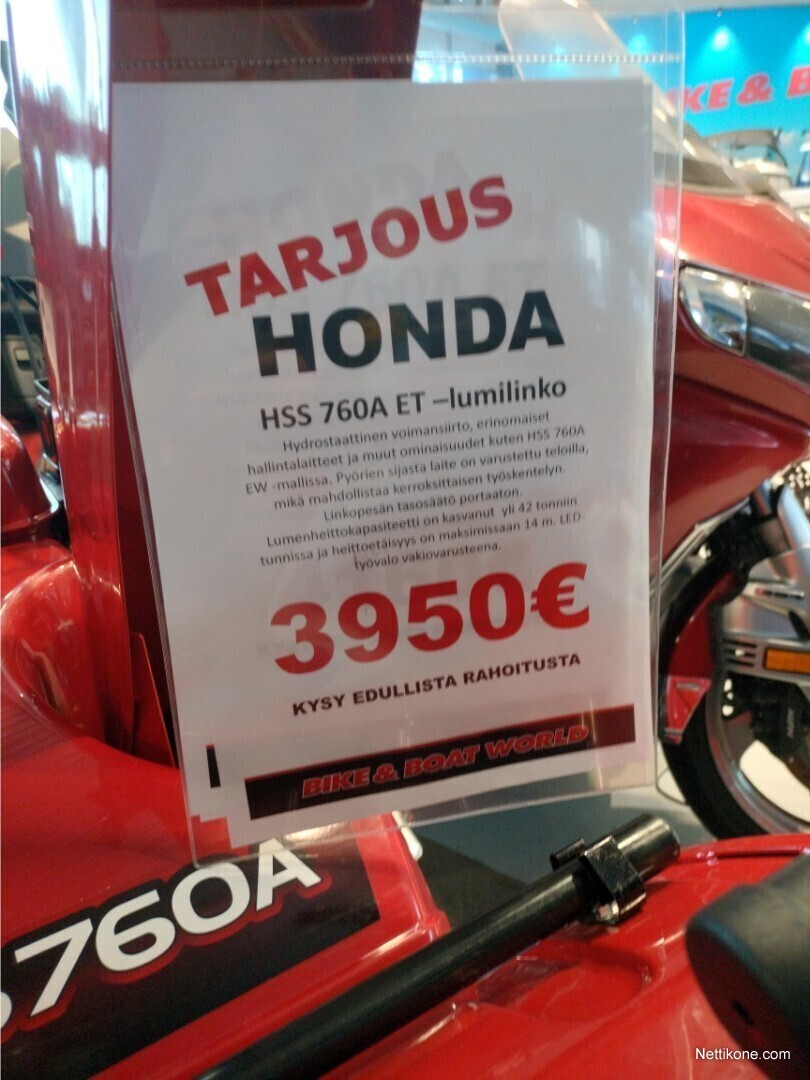 KE & B
TARJOUS
HONDA
HSS 760A ET –lumilinko
Hydrostaattinen voimansiirto, erinomaiset
hallintalaitteet ja muut ominaisuudet kuten HSS 760A
EW -mallissa. Pyörien sijasta laite on varustettu teloilla,
mikä mahdollistaa kerroksittaisen työskentelyn.
Linkopesän tasosäätö portaaton.
Lumenheittokapasiteetti on kasvanut yli 42 tonniin
tunnissa ja heittoetäisyys on maksimissaan 14 m. LED-
työvalo vakiovarusteena.
3950€
KYSY EDULLISTA RAHOITUSTA
BIKE & BOAT WORLD
S760A
Nettikone.com